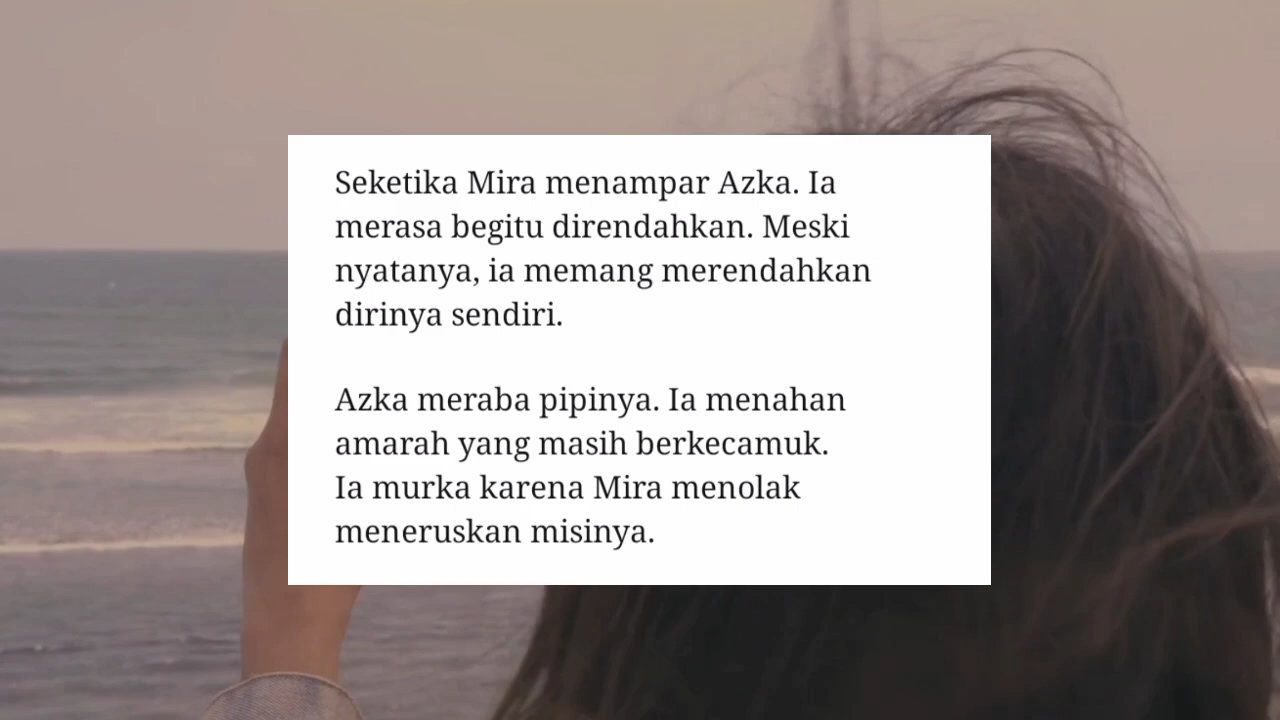 Seketika Mira menampar Azka. Ia
merasa begitu direndahkan. Meski
nyatanya, ia memang merendahkan
dirinya sendiri.
Azka meraba pipinya. Ia menahan
amarah yang masih berkecamuk.
Ia murka karena Mira menolak
meneruskan misinya.